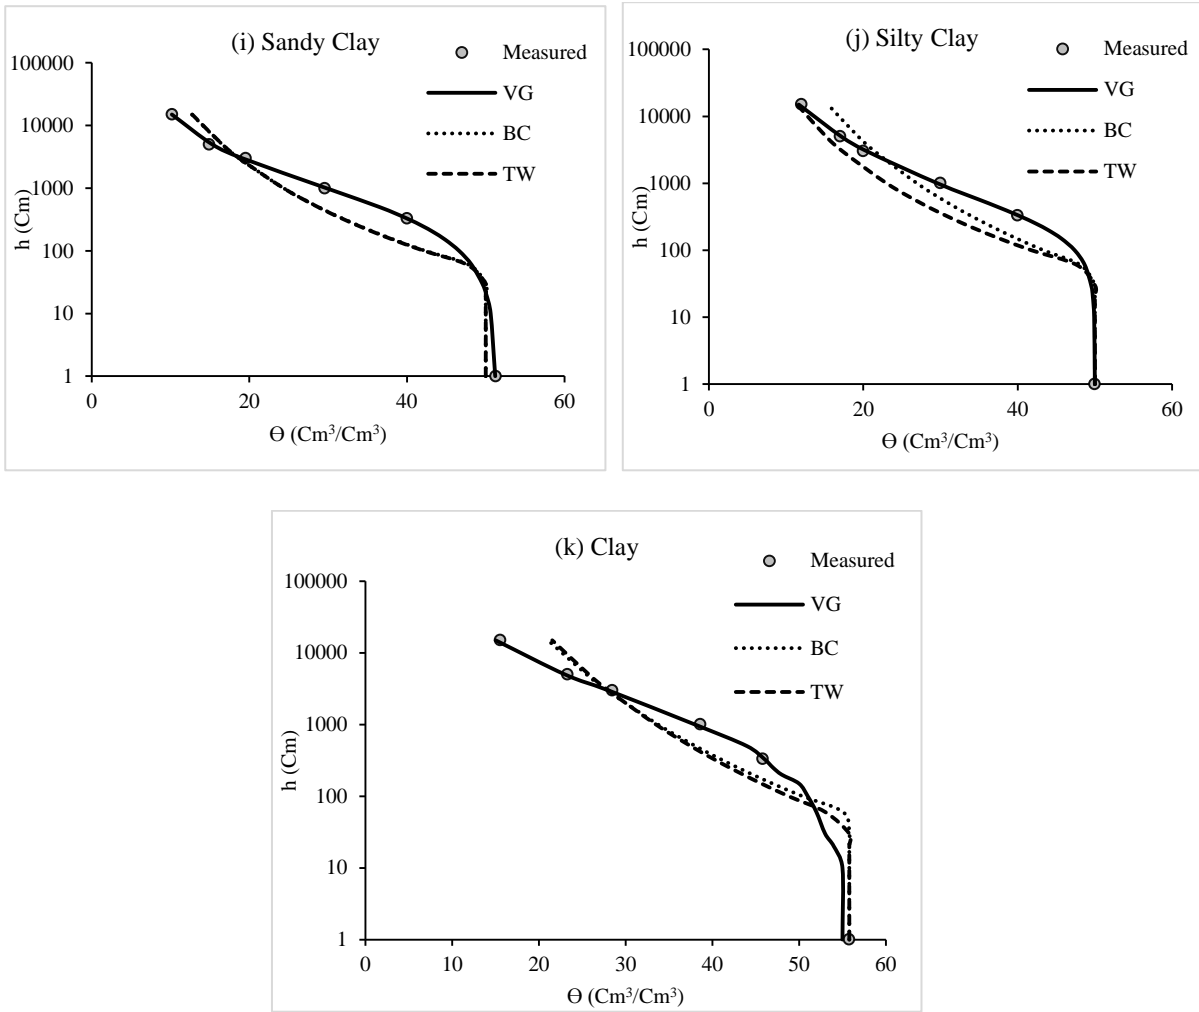 (i) Sandy Clay
Measured
VG
BC
TW
100000
10000
1000
100
10
1
h (Cm)
0 20 40 60
Ɵ (Cm³/Cm³)
(j) Silty Clay
Measured
VG
BC
TW
100000
10000
1000
100
10
1
h (Cm)
0 20 40 60
Ɵ (Cm³/Cm³)
(k) Clay
Measured
VG
BC
TW
100000
10000
1000
100
10
1
h (Cm)
0 10 20 30 40 50 60
Ɵ (Cm³/Cm³)